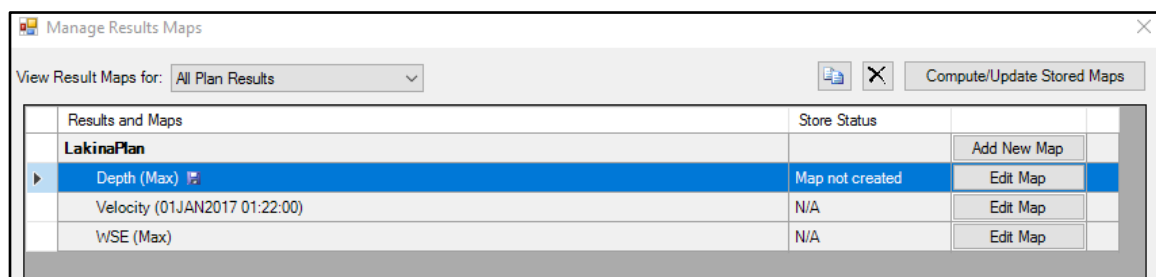 Manage Results Maps
View Result Maps for: All Plan Results Compute/Update Stored Maps
Results and Maps Store Status
LakinaPlan Add New Map
Depth (Max) Map not created Edit Map
Velocity (01JAN2017 01:22:00) N/A Edit Map
WSE (Max) N/A Edit Map